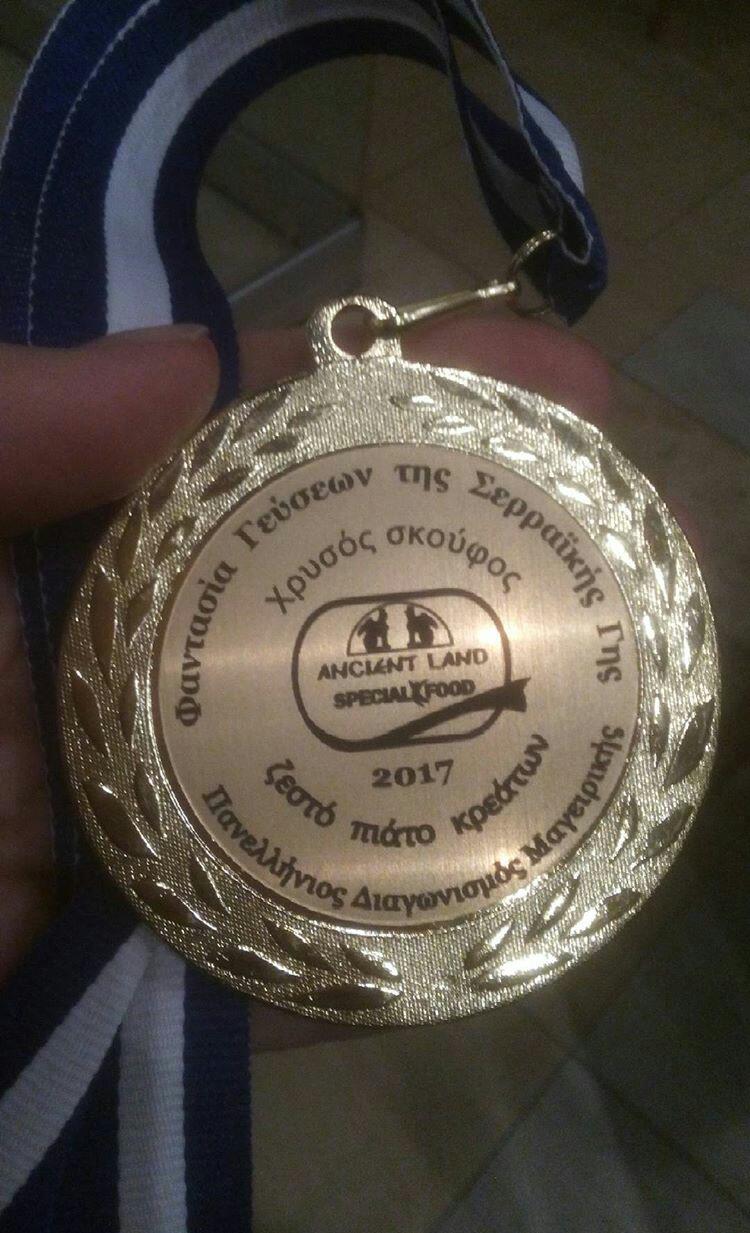 Φαντασία Γεύσεων της Σερραϊκής Γης
Χρυσός σκούφος
ANCIENT LAND
SPECIAL FOOD
2017
ζεστό πιάτο κρεάτων
Πανελλήνιος Διαγωνισμός Μαγειρικής